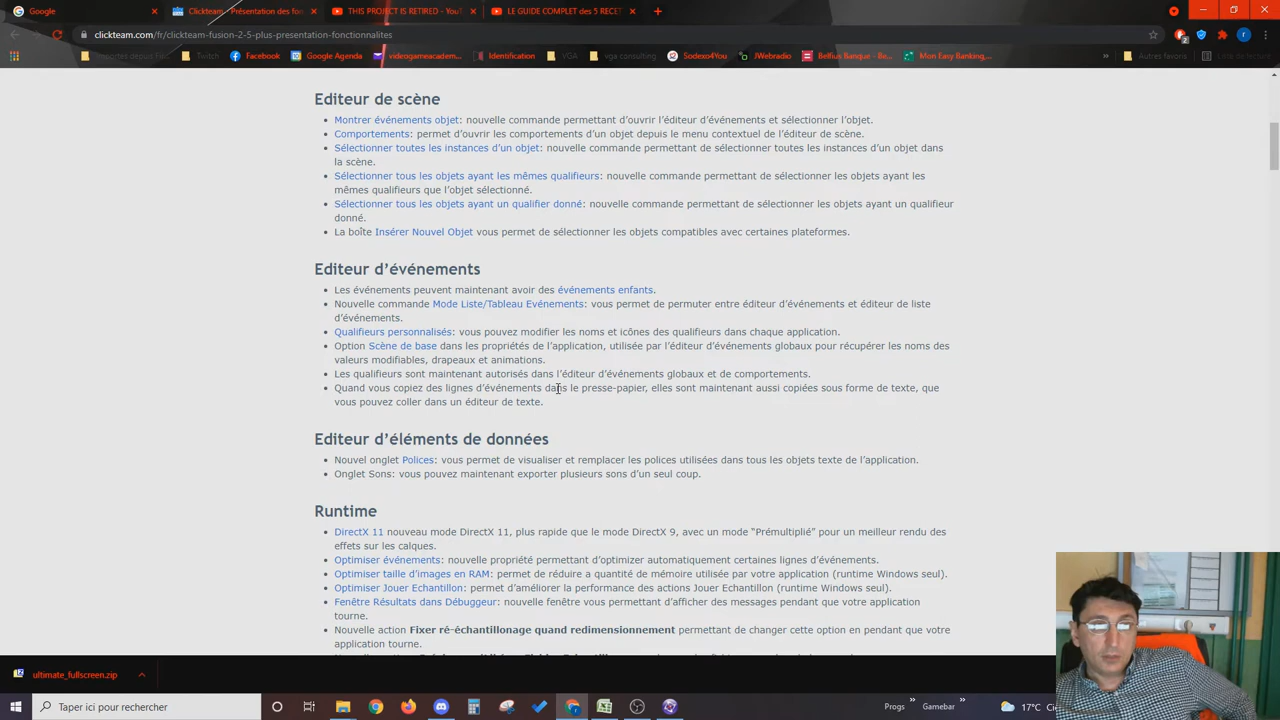 Google
Clickteam - Présentation des fon
THIS PROJECT IS RETIRED - YouT
LE GUIDE COMPLET des 5 RECET
clickteam.com/fr/clickteam-fusion-2-5-plus-presentation-fonctionnalites
Twitch
Facebook
Google Agenda
videogameacadem...
Identification
VGA
vga consulting
Sodexo4You
JWebradio
Belfius Banque - Be...
Mon Easy Banking,...
»
Autres favoris
Editeur de scène
• Montrer événements objet: nouvelle commande permettant d'ouvrir l'éditeur d'événements et sélectionner l'objet.
• Comportements: permet d'ouvrir les comportements d'un objet depuis le menu contextuel de l'éditeur de scène.
• Sélectionner toutes les instances d'un objet: nouvelle commande permettant de sélectionner toutes les instances d'un objet dans
la scène.
• Sélectionner tous les objets ayant les mêmes qualifieurs: nouvelle commande permettant de sélectionner les objets ayant les
mêmes qualifieurs que l'objet sélectionné.
• Sélectionner tous les objets ayant un qualifier donné: nouvelle commande permettant de sélectionner les objets ayant un qualifieur
donné.
• La boîte Insérer Nouvel Objet vous permet de sélectionner les objets compatibles avec certaines plateformes.
Editeur d'événements
• Les événements peuvent maintenant avoir des événements enfants.
• Nouvelle commande Mode Liste/Tableau Evénements: vous permet de permuter entre éditeur d'événements et éditeur de liste
d'événements.
• Qualifieurs personnalisés: vous pouvez modifier les noms et icônes des qualifieurs dans chaque application.
• Option Scène de base dans les propriétés de l'application, utilisée par l'éditeur d'événements globaux pour récupérer les noms des
valeurs modifiables, drapeaux et animations.
• Les qualifieurs sont maintenant autorisés dans l'éditeur d'événements globaux et de comportements.
• Quand vous copiez des lignes d'événements dans le presse-papier, elles sont maintenant aussi copiées sous forme de texte, que
vous pouvez coller dans un éditeur de texte.
Editeur d'éléments de données
• Nouvel onglet Polices: vous permet de visualiser et remplacer les polices utilisées dans tous les objets texte de l'application.
• Onglet Sons: vous pouvez maintenant exporter plusieurs sons d'un seul coup.
Runtime
• DirectX 11 nouveau mode DirectX 11, plus rapide que le mode DirectX 9, avec un mode "Prémultiplié" pour un meilleur rendu des
effets sur les calques.
• Optimiser événements: nouvelle propriété permettant d'optimiser automatiquement certaines lignes d'événements.
• Optimiser taille d'images en RAM: permet de réduire a quantité de mémoire utilisée par votre application (runtime Windows seul).
• Optimiser Jouer Echantillon: permet d'améliorer la performance des actions Jouer Echantillon (runtime Windows seul).
• Fenêtre Résultats dans Débuggeur: nouvelle fenêtre vous permettant d'afficher des messages pendant que votre application
tourne.
• Nouvelle action Fixer ré-échantillonage quand redimensionnement permettant de changer cette option en pendant que votre
application tourne.
ultimate_fullscreen.zip
Taper ici pour rechercher
Progs
»
Gamebar
»
17°C